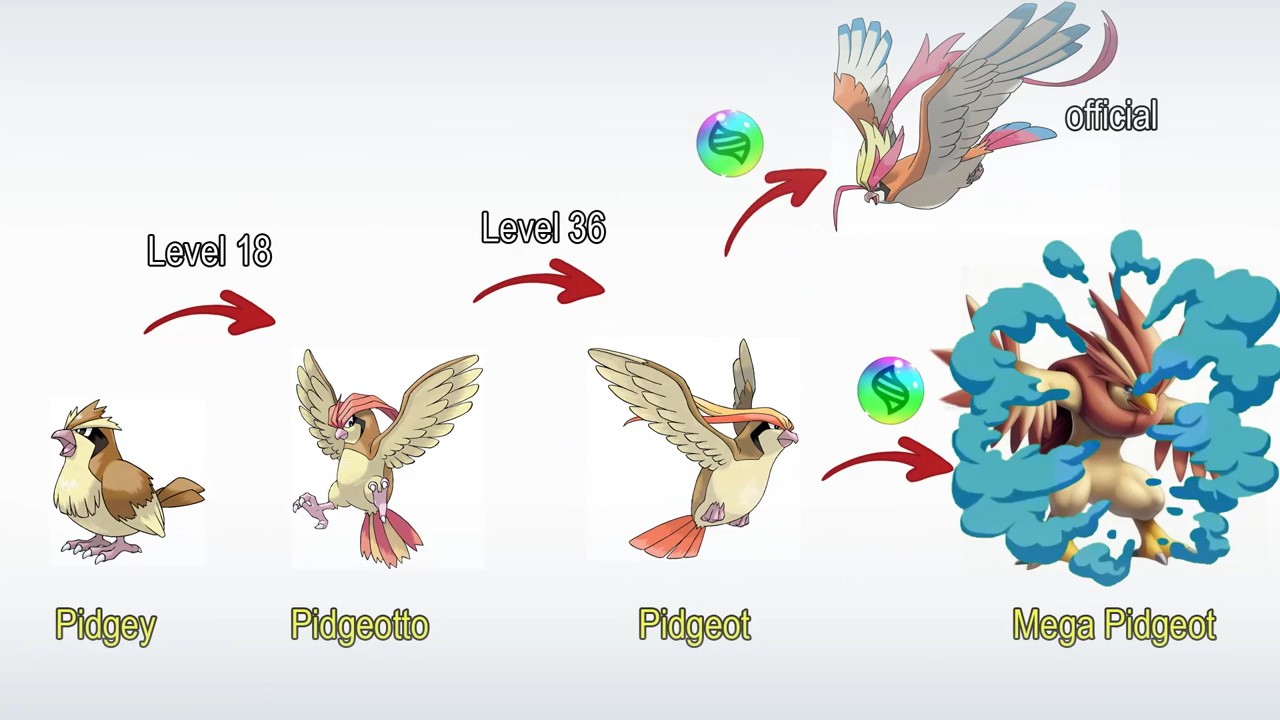 official
Level 36
Level 18
Pidgey
Pidgeotto
Pidgeot
Mega Pidgeot